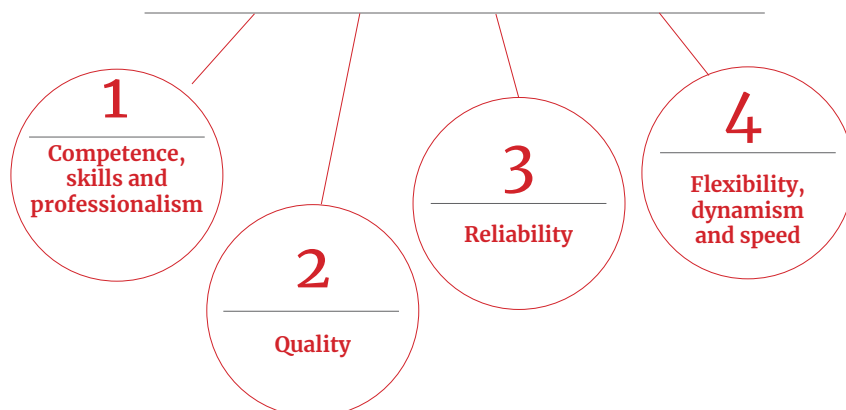 1
Competence,
skills and
professionalism
2
Quality
3
Reliability
4
Flexibility,
dynamism
and speed